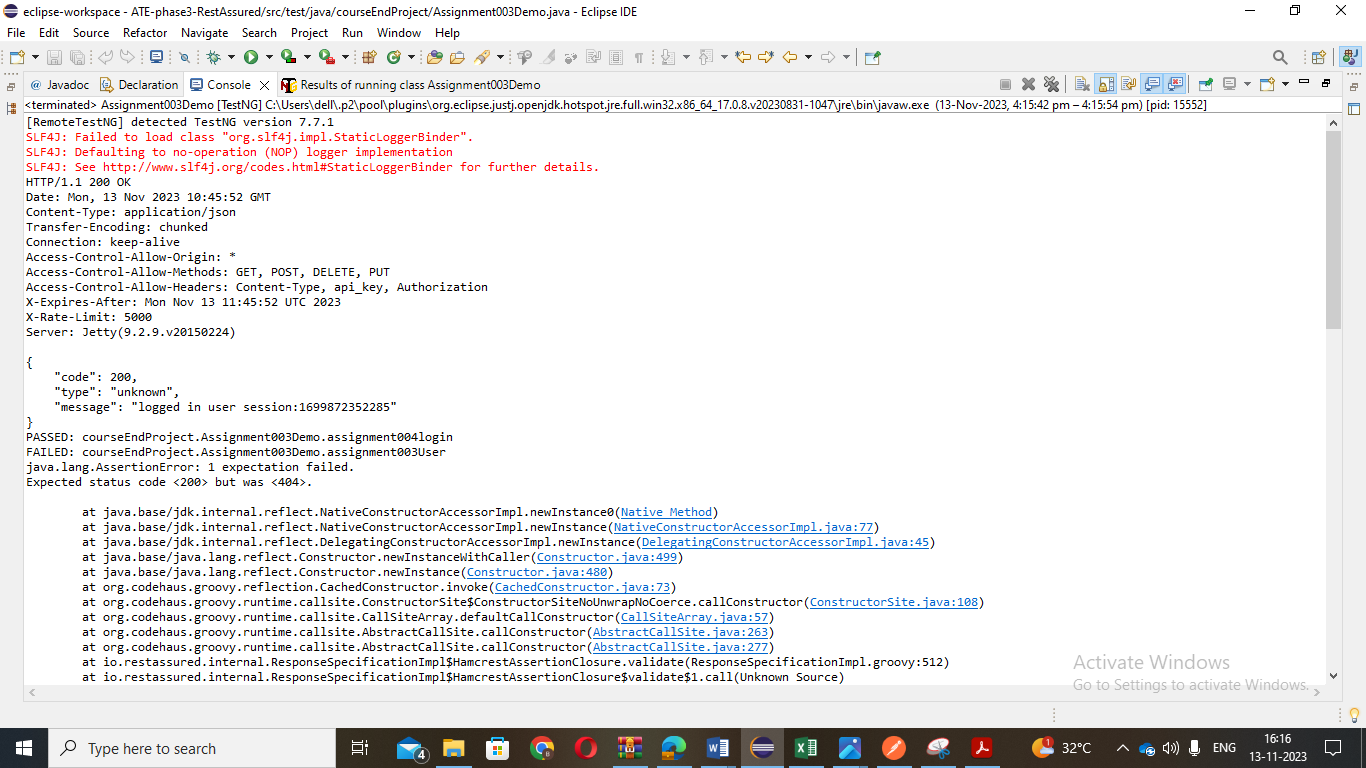 eclipse-workspace - ATE-phase3-RestAssured/src/test/java/courseEndProject/Assignment003Demo.java - Eclipse IDE
File Edit Source Refactor Navigate Search Project Run Window Help
@ Javadoc Declaration Console Results of running class Assignment003Demo
<terminated> Assignment003Demo [TestNG] C:\Users\dell\.p2\pool\plugins\org.eclipse.justj.openjdk.hotspot.jre.full.win32.x86_64_17.0.8.v20230831-1047\jre\bin\javaw.exe (13-Nov-2023, 4:15:42 pm – 4:15:54 pm) [pid: 15552]
[RemoteTestNG] detected TestNG version 7.7.1
SLF4J: Failed to load class "org.slf4j.impl.StaticLoggerBinder".
SLF4J: Defaulting to no-operation (NOP) logger implementation
SLF4J: See http://www.slf4j.org/codes.html#StaticLoggerBinder for further details.
HTTP/1.1 200 OK
Date: Mon, 13 Nov 2023 10:45:52 GMT
Content-Type: application/json
Transfer-Encoding: chunked
Connection: keep-alive
Access-Control-Allow-Origin: *
Access-Control-Allow-Methods: GET, POST, DELETE, PUT
Access-Control-Allow-Headers: Content-Type, api_key, Authorization
X-Expires-After: Mon Nov 13 11:45:52 UTC 2023
X-Rate-Limit: 5000
Server: Jetty(9.2.9.v20150224)
{
"code": 200,
"type": "unknown",
"message": "logged in user session:1699872352285"
}
PASSED: courseEndProject.Assignment003Demo.assignment004login
FAILED: courseEndProject.Assignment003Demo.assignment003User
java.lang.AssertionError: 1 expectation failed.
Expected status code <200> but was <404>.
at java.base/jdk.internal.reflect.NativeConstructorAccessorImpl.newInstance0(Native Method)
at java.base/jdk.internal.reflect.NativeConstructorAccessorImpl.newInstance(NativeConstructorAccessorImpl.java:77)
at java.base/jdk.internal.reflect.DelegatingConstructorAccessorImpl.newInstance(DelegatingConstructorAccessorImpl.java:45)
at java.base/java.lang.reflect.Constructor.newInstanceWithCaller(Constructor.java:499)
at java.base/java.lang.reflect.Constructor.newInstance(Constructor.java:480)
at org.codehaus.groovy.reflection.CachedConstructor.invoke(CachedConstructor.java:73)
at org.codehaus.groovy.runtime.callsite.ConstructorSite$ConstructorSiteNoUnwrapNoCoerce.callConstructor(ConstructorSite.java:108)
at org.codehaus.groovy.runtime.callsite.CallSiteArray.defaultCallConstructor(CallSiteArray.java:57)
at org.codehaus.groovy.runtime.callsite.AbstractCallSite.callConstructor(AbstractCallSite.java:263)
at org.codehaus.groovy.runtime.callsite.AbstractCallSite.callConstructor(AbstractCallSite.java:277)
at io.restassured.internal.ResponseSpecificationImpl$HamcrestAssertionClosure.validate(ResponseSpecificationImpl.groovy:512)
at io.restassured.internal.ResponseSpecificationImpl$HamcrestAssertionClosure$validate$1.call(Unknown Source)
Activate Windows
Go to Settings to activate Windows.
Type here to search
4
1
32°C
ENG
16:16
13-11-2023